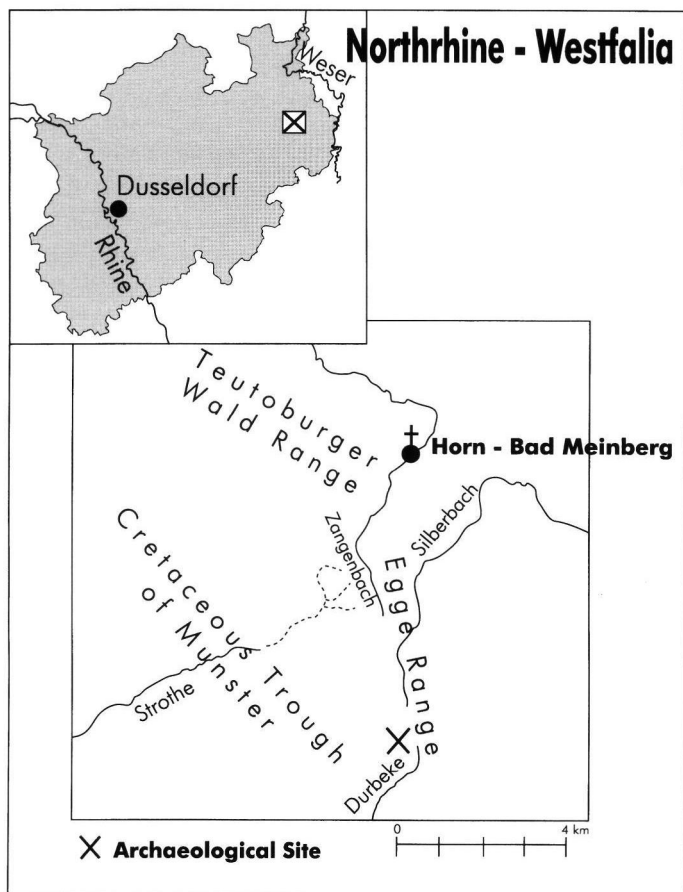 Northrhine - Westfalia
Weser
Dusseldorf
Rhine
Teutoburger
Wald Range
Horn - Bad Meinberg
Silberbach
Zangenbach
Egge Range
Cretaceous Trough
of Munster
Strothe
Durbeke
0 4 km
X Archaeological Site